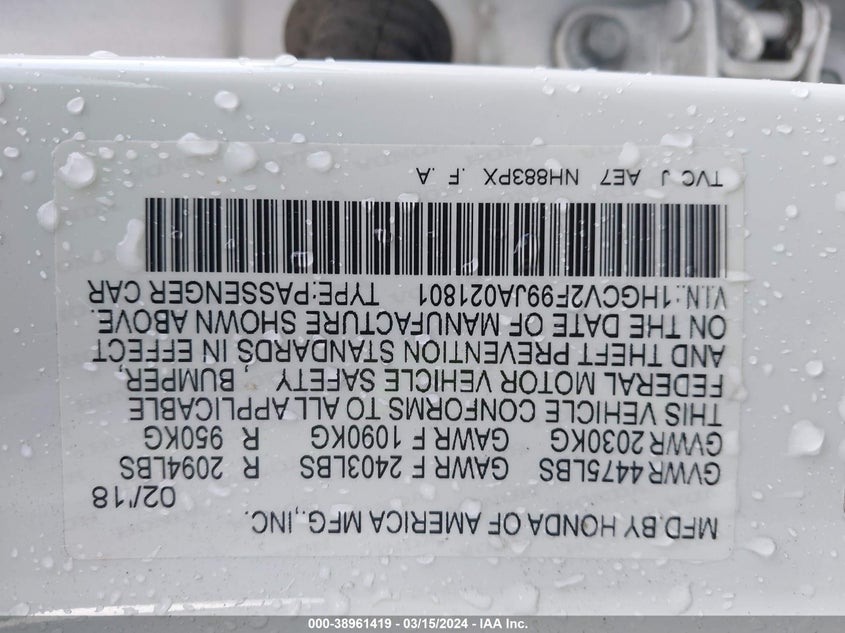 MFD.BY HONDA OF AMERICA MFG.,INC. 02/18
GVWR 4475LBS GAWR F 2403LBS R 2094LBS
GVWR 2030KG GAWR F 1090KG R 950KG
THIS VEHICLE CONFORMS TO ALL APPLICABLE
FEDERAL MOTOR VEHICLE SAFETY , BUMPER,
AND THEFT PREVENTION STANDARDS IN EFFECT
ON THE DATE OF MANUFACTURE SHOWN ABOVE.
V.I.N.:1HGCV2F99JA021801 TYPE:PASSENGER CAR
TVC J AE7 NH883PX .F .A
000-38961419 - 03/15/2024 - IAA Inc.